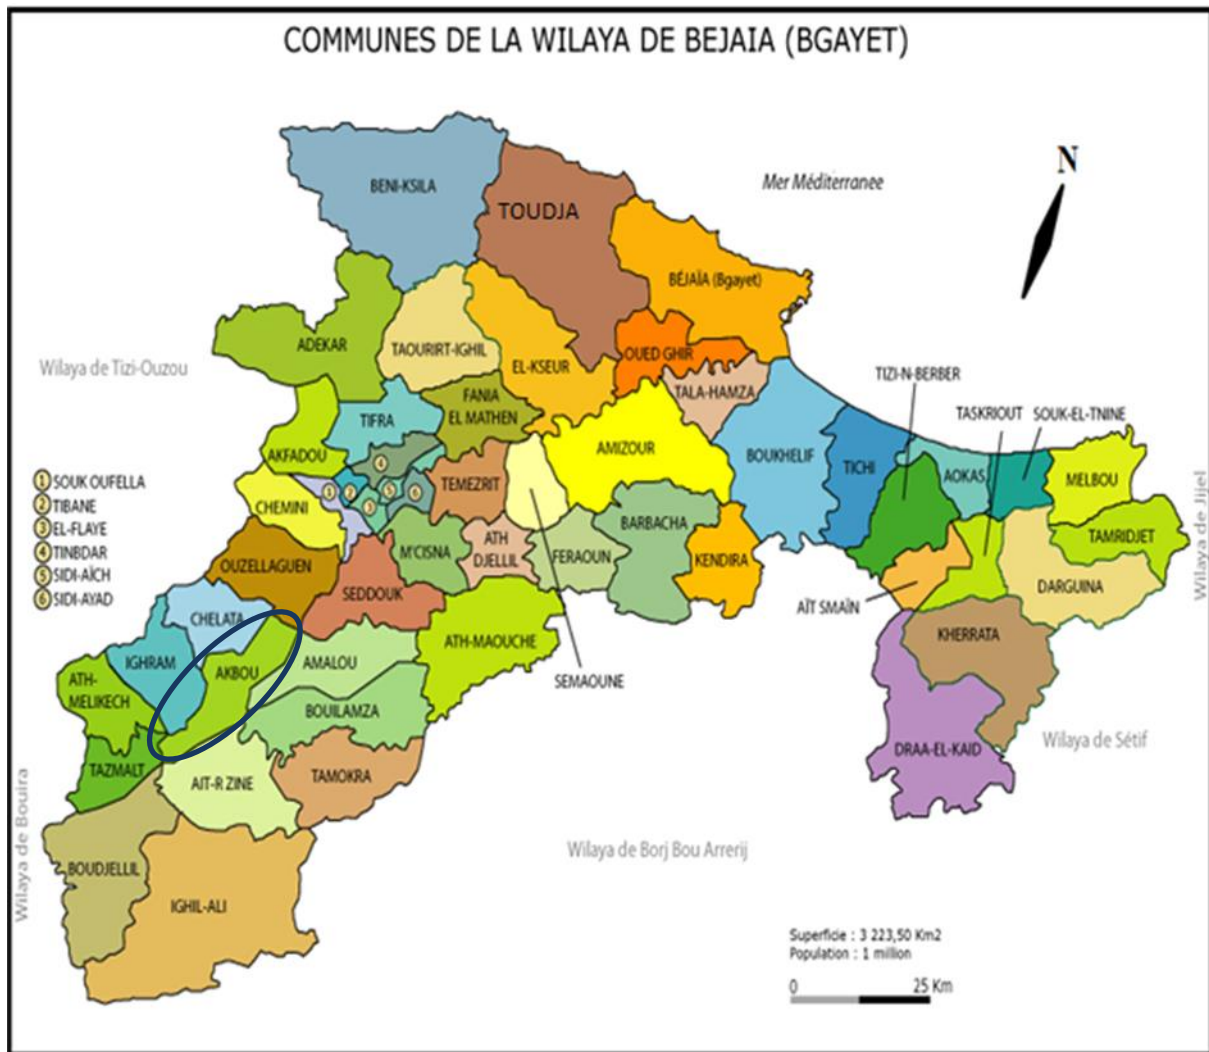 COMMUNES DE LA WILAYA DE BEJAIA (BGAYET)
N
Mer Méditerranee
BENI-KSILA
TOUDJA
BÉJAÏA (Bgayet)
ADEKAR
TAOURIRT-IGHIL
EL-KSEUR
OUED GHIR
Wilaya de Tizi-Ouzou
TALA-HAMZA
TIZI-N-BERBER
FANIA
EL MATHEN
TIFRA
TASKRIOUT
SOUK-EL-TNINE
AKFADOU
AMIZOUR
BOUKHELIF
TICHI
AOKAS
MELBOU
① SOUK OUFELLA
② TIBANE
③ EL-FLAYE
④ TINBDAR
⑤ SIDI-AÏCH
⑥ SIDI-AYAD
4
1
2
5
6
3
CHEMINI
TEMEZRIT
BARBACHA
TAMRIDJET
Wilaya de Jijel
OUZELLAGUEN
M'CISNA
ATH
DJELLIL
FERAOUN
KENDIRA
SEDDOUK
AÏT SMAÏN
DARGUINA
CHELATA
KHERRATA
ATH-MAOUCHE
IGHRAM
AKBOU
AMALOU
SEMAOUNE
ATH-
MELIKECH
BOUILAMZA
DRAA-EL-KAID
Wilaya de Sétif
TAZMALT
AIT-R ZINE
TAMOKRA
Wilaya de Bouira
Wilaya de Borj Bou Arrerij
BOUDJELLIL
IGHIL-ALI
Superficie : 3 223,50 Km2
Population : 1 million
0 25 Km